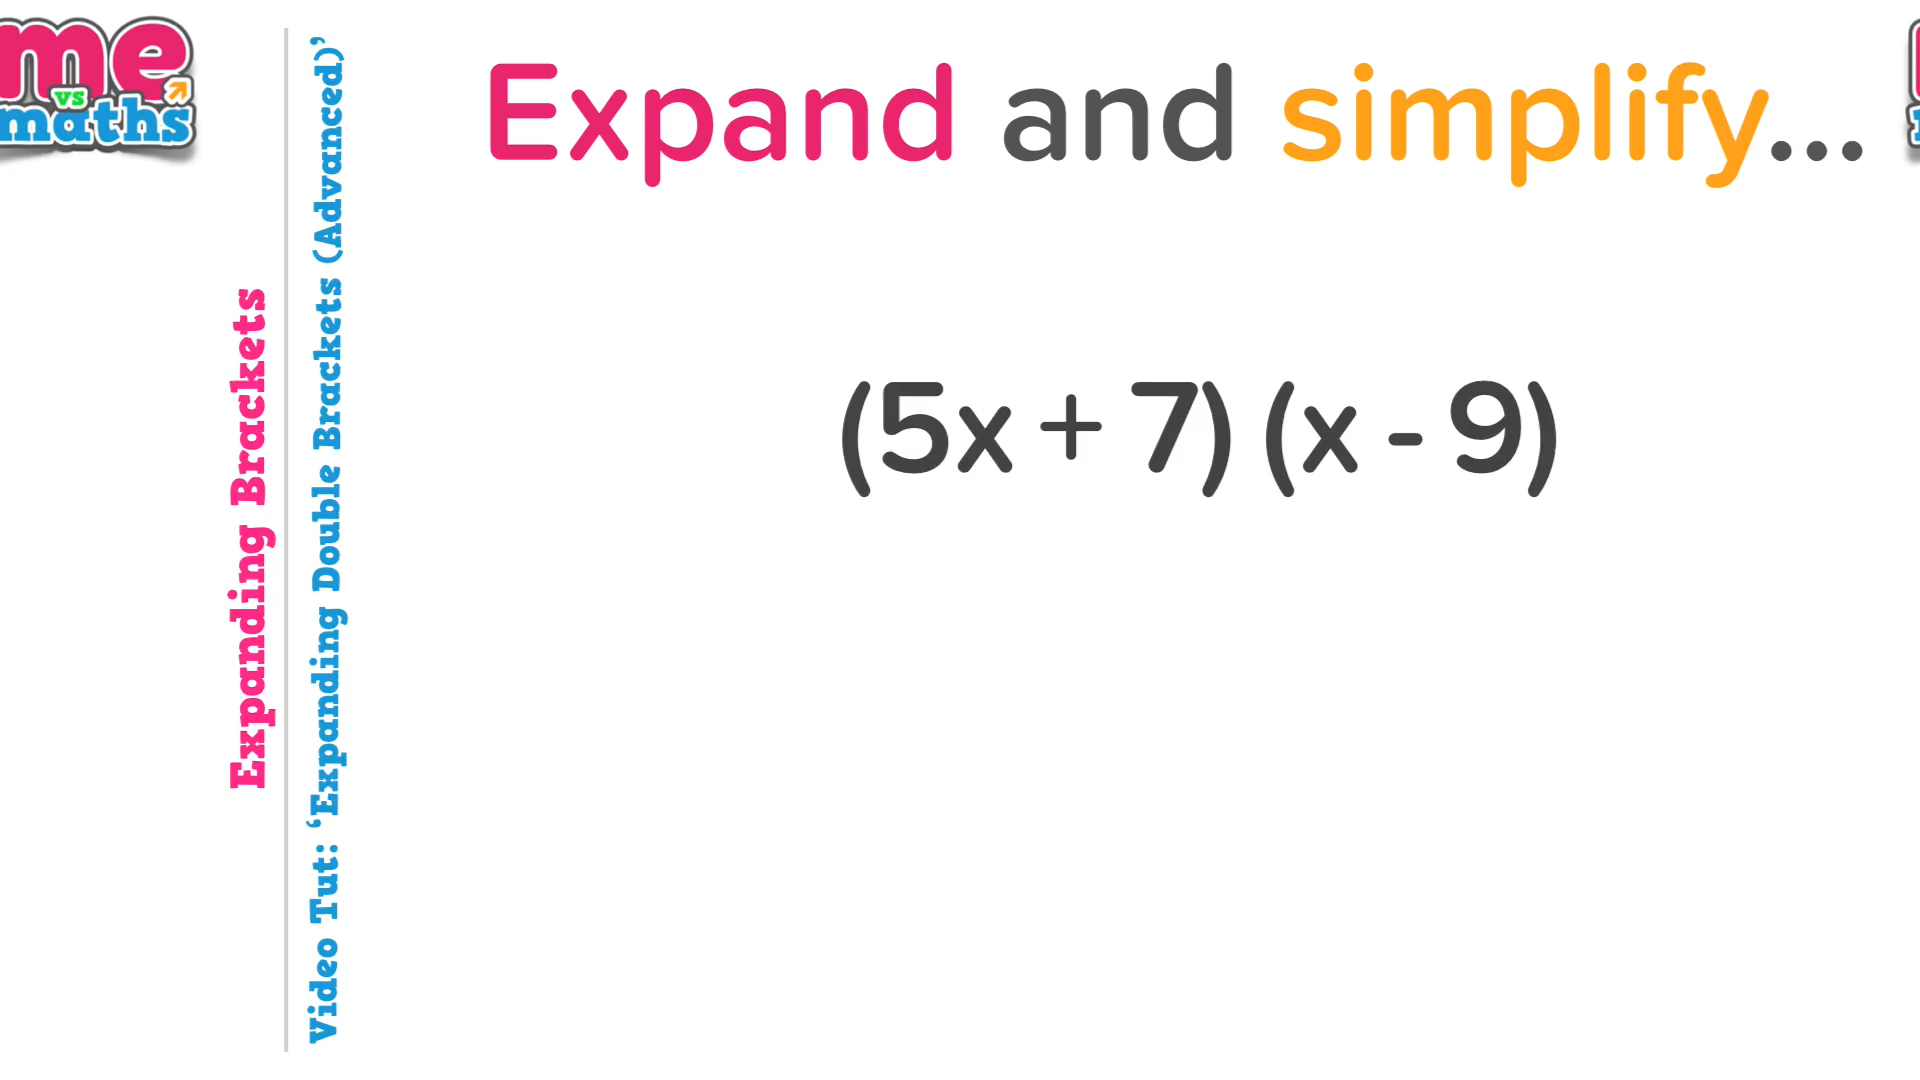 me
vs
maths
Expanding Brackets
Video Tut: ‘Expanding Double Brackets (Advanced)’
Expand and simplify...
(5x + 7) (x - 9)